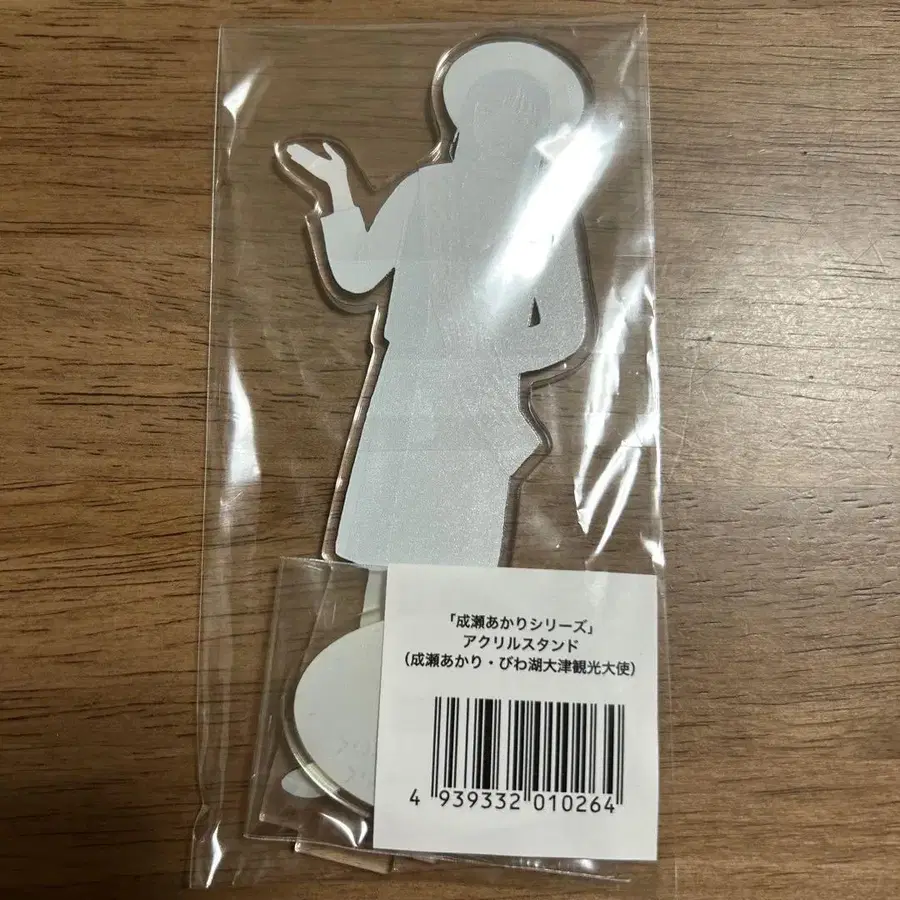 「成瀬あかりシリーズ」
アクリルスタンド
（成瀬あかり・びわ湖大津観光大使）
4 939332 010264